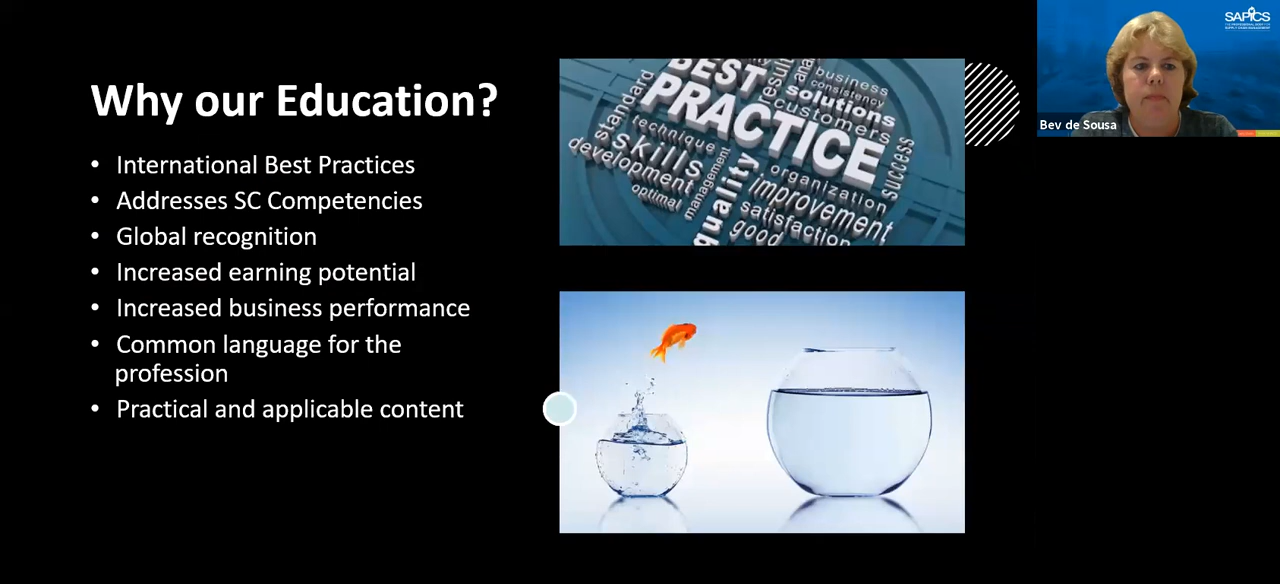 Why our Education?
• International Best Practices
• Addresses SC Competencies
• Global recognition
• Increased earning potential
• Increased business performance
• Common language for the
profession
• Practical and applicable content
BEST
PRACTICE
business
consistency
solutions
customers
standard
technique
skills
development
optimal
management
quality
organization
improvement
satisfaction
good
success
SAPICS
Bev de Sousa